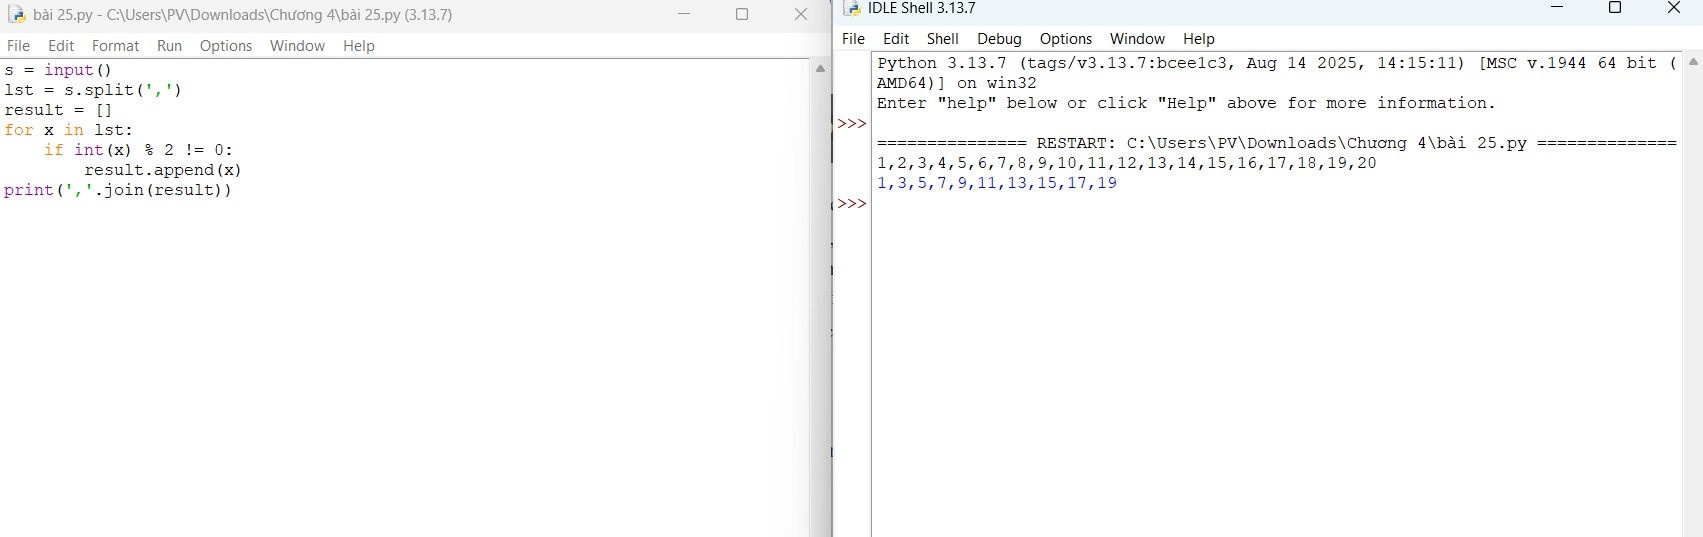 bài 25.py - C:\Users\PV\Downloads\Chương 4\bài 25.py (3.13.7)
File Edit Format Run Options Window Help
s = input()
lst = s.split(',')
result = []
for x in lst:
    if int(x) % 2 != 0:
        result.append(x)
print(','.join(result))
IDLE Shell 3.13.7
File Edit Shell Debug Options Window Help
Python 3.13.7 (tags/v3.13.7:bcee1c3, Aug 14 2025, 14:15:11) [MSC v.1944 64 bit (
AMD64)] on win32
Enter "help" below or click "Help" above for more information.
>>>
=============== RESTART: C:\Users\PV\Downloads\Chương 4\bài 25.py ==============
1,2,3,4,5,6,7,8,9,10,11,12,13,14,15,16,17,18,19,20
1,3,5,7,9,11,13,15,17,19
>>>